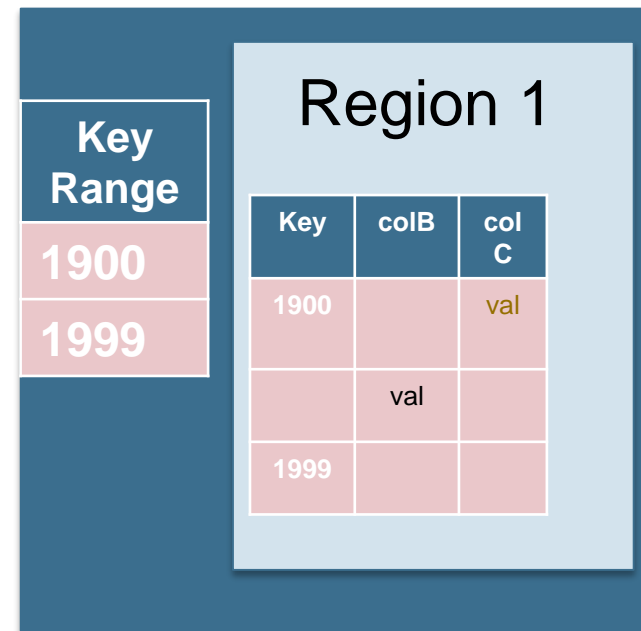 Key
Range
1900
1999
Region 1
Key colB col
C
1900 val
val
1999